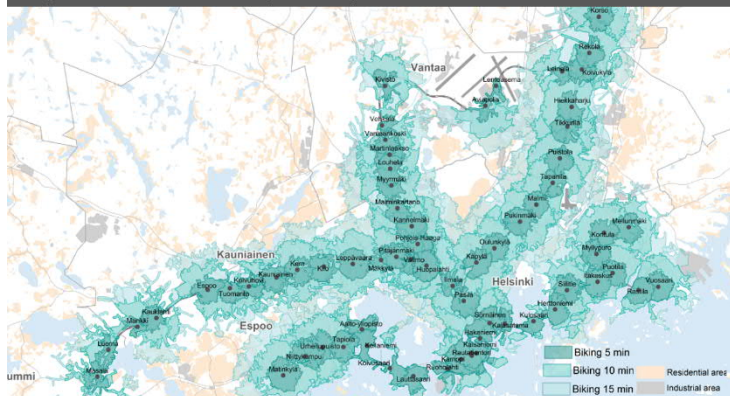 Korso
Rekola
Vantaa
Leinelä
Koivukylä
Kivistö
Lentoasema
Aviapolis
Hiekkaharju
Vehkala
Tikkurila
Vantaankoski
Martinlaakso
Puistola
Louhela
Myyrmäki
Tapanila
Malminkartano
Malmi
Kannelmäki
Pukinmäki
Mellunmäki
Kontula
Pohjois-Haaga
Oulunkylä
Myllypuro
Kauniainen
Leppävaara
Pitäjänmäki
Valimo
Käpylä
Kera
Kilo
Mäkkylä
Huopalahti
Puotila
Kauniainen
Koivuhovi
Ilmala
Helsinki
Itäkeskus
Espoo
Tuomarila
Siilitie
Rastila
Vuosaari
Pasila
Herttoniemi
Kauklahti
Sörnäinen
Kulosaari
Mankki
Espoo
Aalto-yliopisto
Kalasatama
Hakaniemi
Urheilupuisto
Tapiola
Keilaniemi
Kaisaniemi
Luoma
Niittykumpu
Rautatientori
Kamppi
Koivusaari
Ruoholahti
Masala
Matinkylä
Lauttasaari
ummi
Biking 5 min
Biking 10 min
Residential area
Biking 15 min
Industrial area